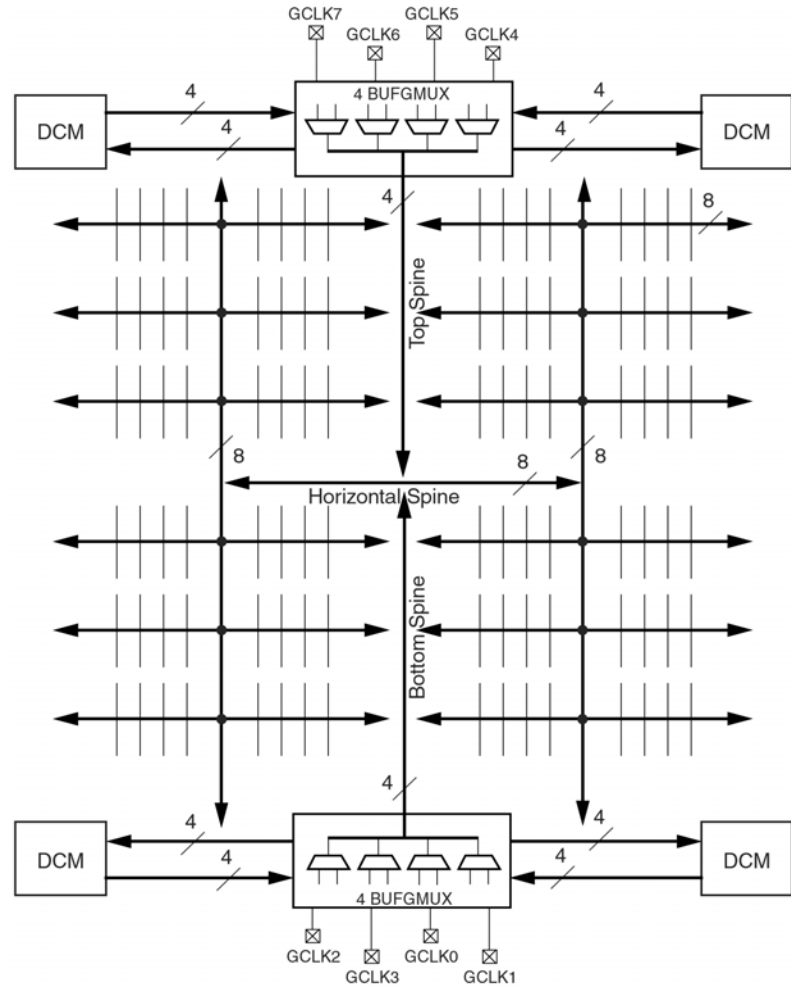 GCLK7
GCLK5
GCLK6
GCLK4
4 BUFGMUX
DCM
4
4
4
4
DCM
4
8
Top Spine
8
8
8
Horizontal Spine
Bottom Spine
4
DCM
4
4
4
4
DCM
4 BUFGMUX
GCLK2
GCLK0
GCLK3
GCLK1